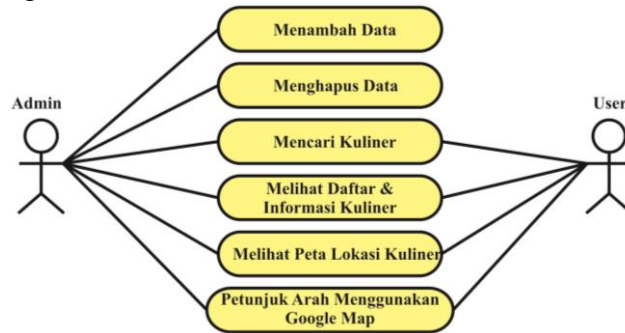 Menambah Data
Menghapus Data
Admin
User
Mencari Kuliner
Melihat Daftar &
Informasi Kuliner
Melihat Peta Lokasi Kuliner
Petunjuk Arah Menggunakan
Google Map